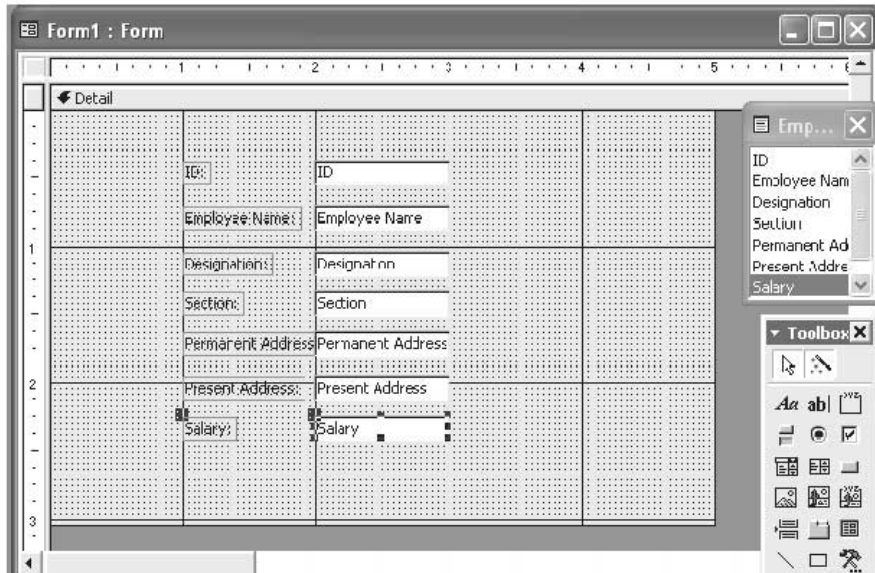 Form1 : Form
1 2 3 4 5 6
Detail
ID: ID
Employee Name: Employee Name
1
Designation: Designation
Section: Section
Permanent Address Permanent Address
2
Present Address: Present Address
Salary: Salary
3
Emp...
ID
Employee Nam
Designation
Section
Permanent Ad
Present Addre
Salary
Toolbox
Aa ab|